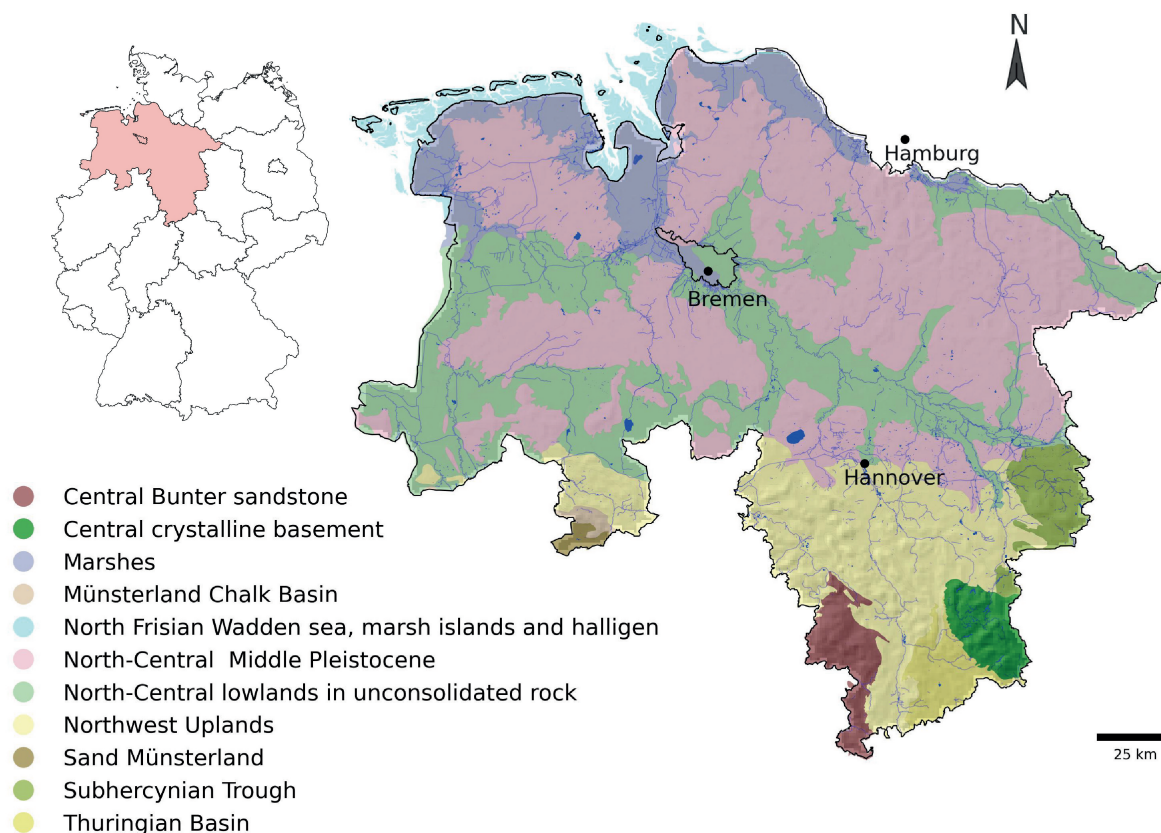 N
Hamburg
Bremen
Hannover
Central Bunter sandstone
Central crystalline basement
Marshes
Münsterland Chalk Basin
North Frisian Wadden sea, marsh islands and halligen
North-Central  Middle Pleistocene
North-Central lowlands in unconsolidated rock
Northwest Uplands
Sand Münsterland
Subhercynian Trough
Thuringian Basin
25 km